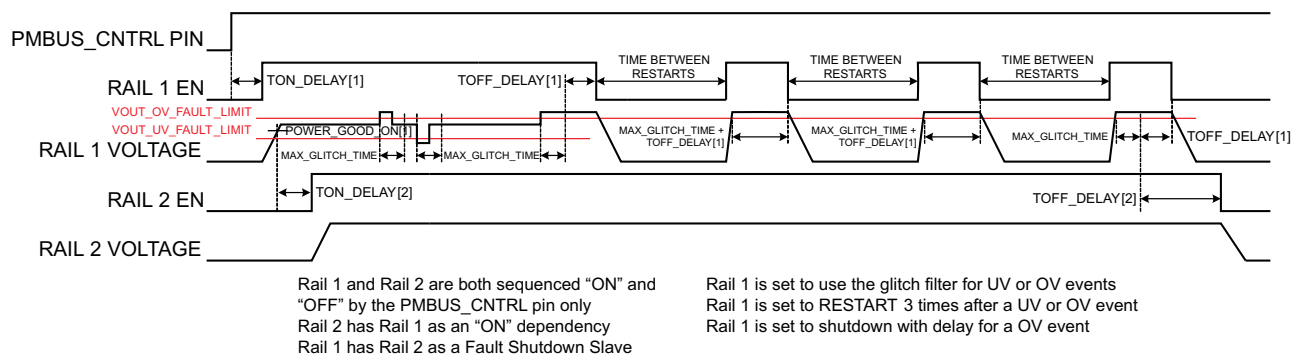 PMBUS_CNTRL PIN
RAIL 1 EN
TON_DELAY[1]
TOFF_DELAY[1]
TIME BETWEEN
RESTARTS
TIME BETWEEN
RESTARTS
TIME BETWEEN
RESTARTS
VOUT_OV_FAULT_LIMIT
VOUT_UV_FAULT_LIMIT
POWER_GOOD_ON[1]
RAIL 1 VOLTAGE
MAX_GLITCH_TIME
MAX_GLITCH_TIME
MAX_GLITCH_TIME +
TOFF_DELAY[1]
MAX_GLITCH_TIME +
TOFF_DELAY[1]
MAX_GLITCH_TIME
TOFF_DELAY[1]
RAIL 2 EN
TON_DELAY[2]
TOFF_DELAY[2]
RAIL 2 VOLTAGE
Rail 1 and Rail 2 are both sequenced “ON” and
“OFF” by the PMBUS_CNTRL pin only
Rail 2 has Rail 1 as an “ON” dependency
Rail 1 has Rail 2 as a Fault Shutdown Slave
Rail 1 is set to use the glitch filter for UV or OV events
Rail 1 is set to RESTART 3 times after a UV or OV event
Rail 1 is set to shutdown with delay for a OV event